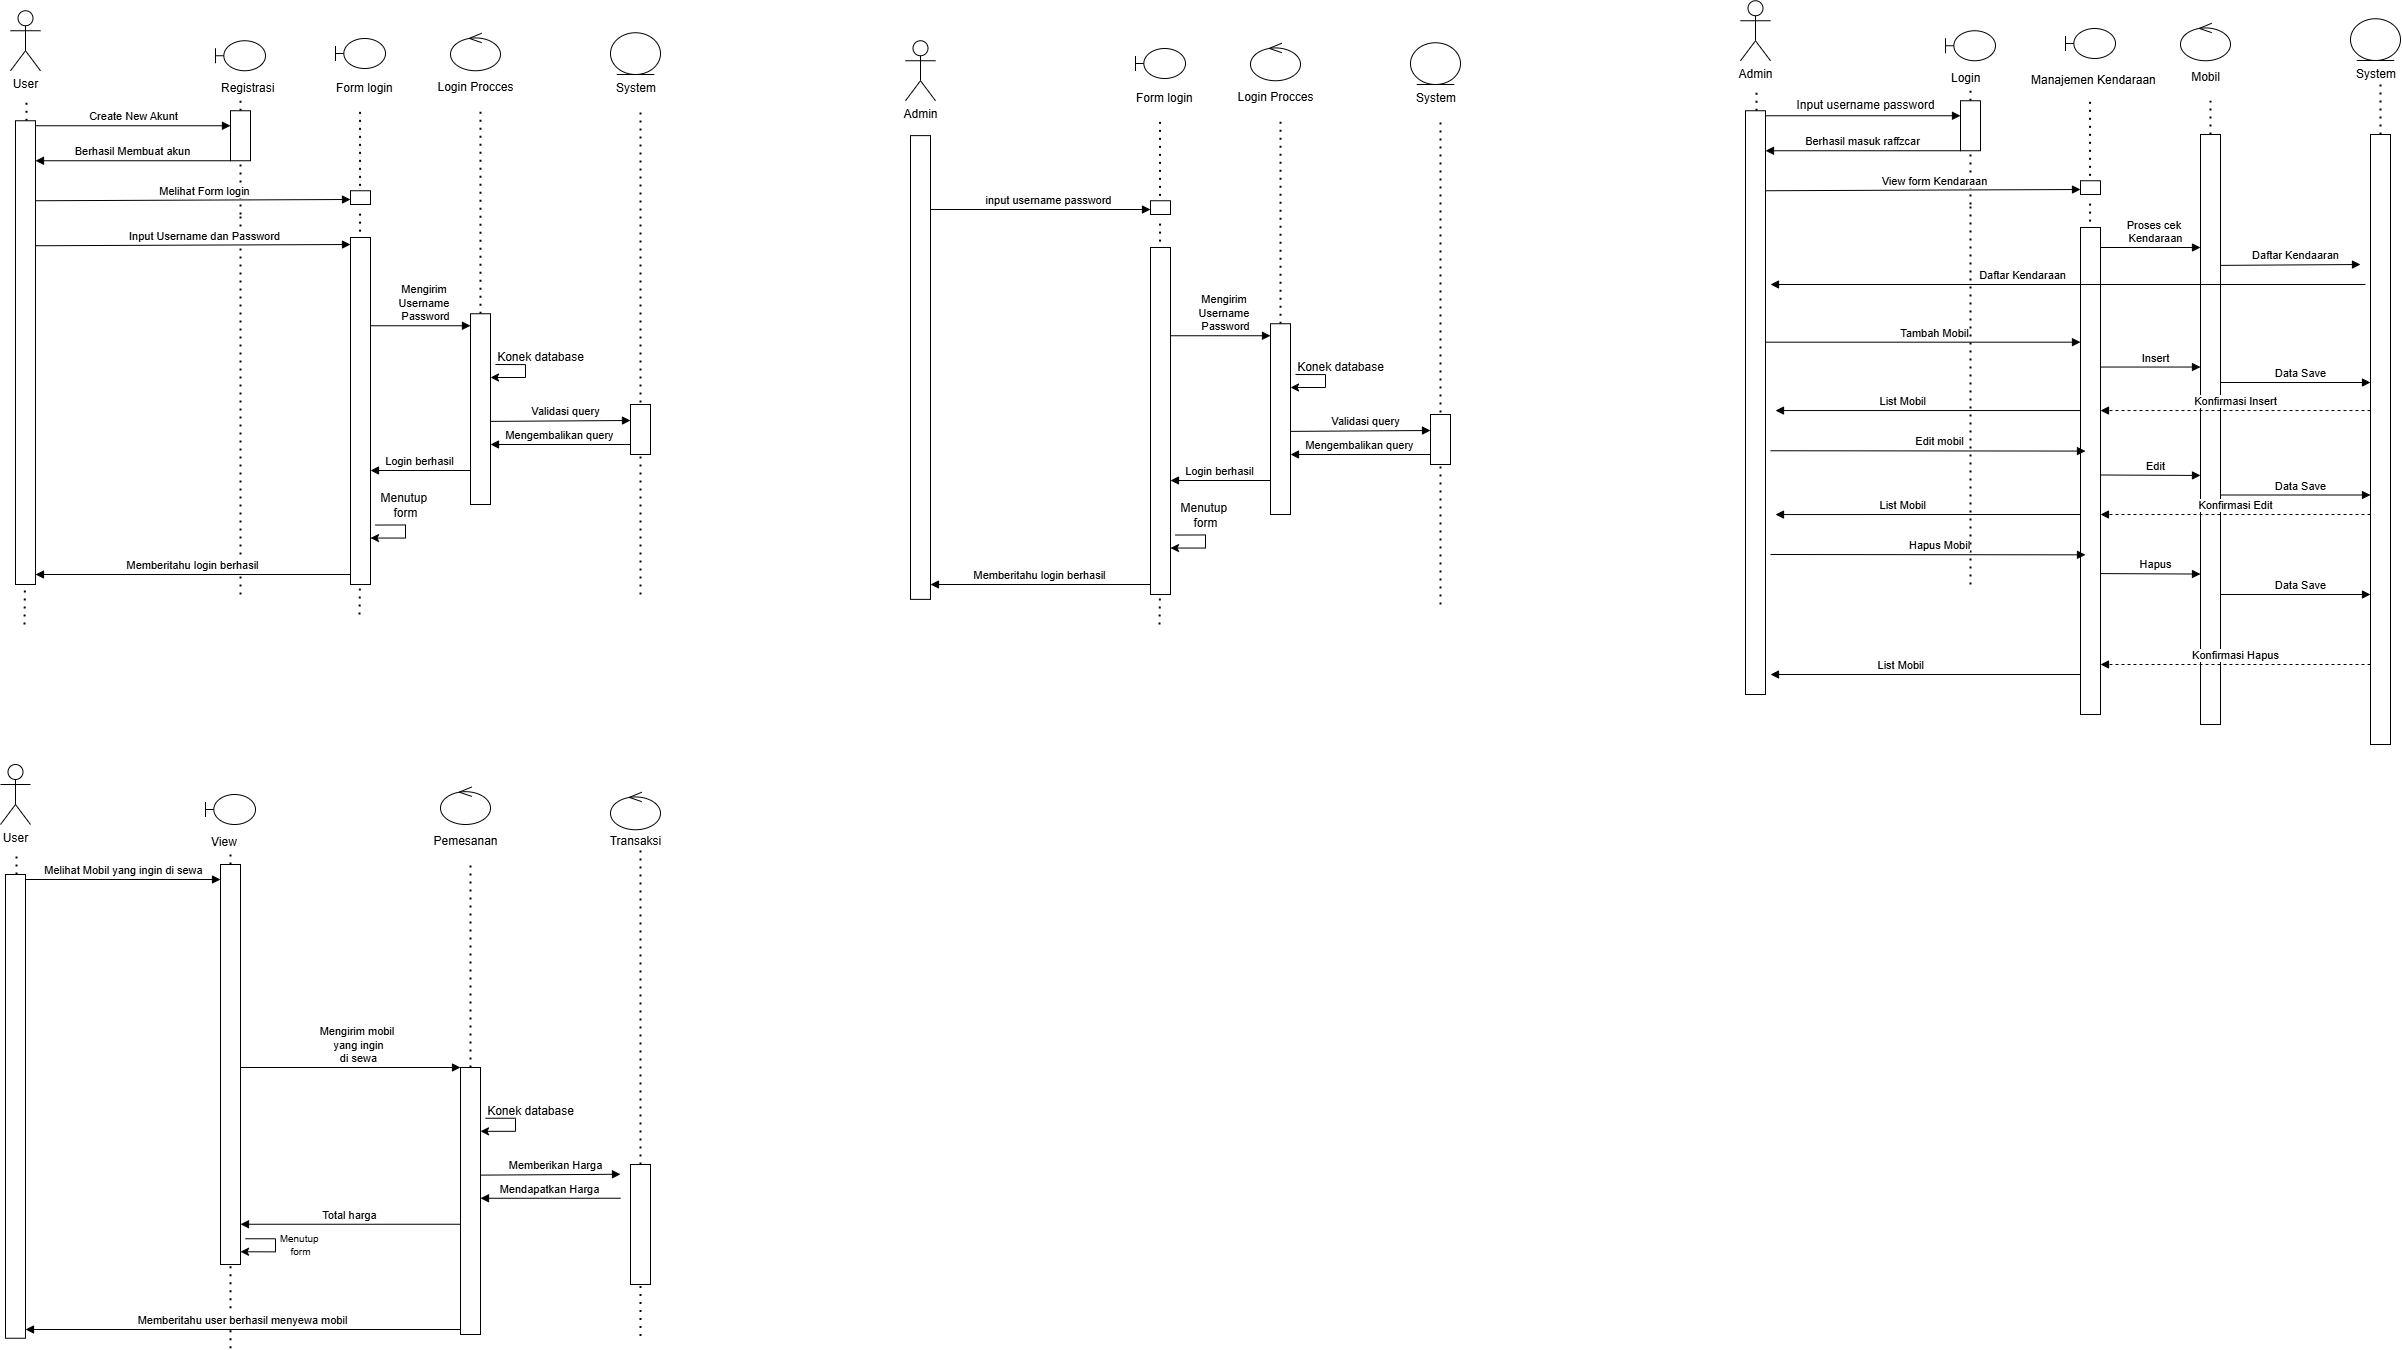 User
Registrasi
Form login
Login Procces
System
Create New Akunt
Berhasil Membuat akun
Melihat Form login
Input Username dan Password
Mengirim
Username
Password
Konek database
Validasi query
Mengembalikan query
Login berhasil
Menutup
form
Memberitahu login berhasil
Admin
Form login
Login Procces
System
input username password
Mengirim
Username
Password
Konek database
Validasi query
Mengembalikan query
Login berhasil
Menutup
form
Memberitahu login berhasil
Admin
Login
Manajemen Kendaraan
Mobil
System
Input username password
Berhasil masuk raffzcar
View form Kendaraan
Proses cek
Kendaraan
Daftar Kendaaran
Daftar Kendaraan
Tambah Mobil
Insert
Data Save
Konfirmasi Insert
List Mobil
Edit mobil
Edit
Data Save
Konfirmasi Edit
List Mobil
Hapus Mobil
Hapus
Data Save
Konfirmasi Hapus
List Mobil
User
View
Pemesanan
Transaksi
Melihat Mobil yang ingin di sewa
Mengirim mobil
yang ingin
di sewa
Konek database
Memberikan Harga
Mendapatkan Harga
Total harga
Menutup
form
Memberitahu user berhasil menyewa mobil